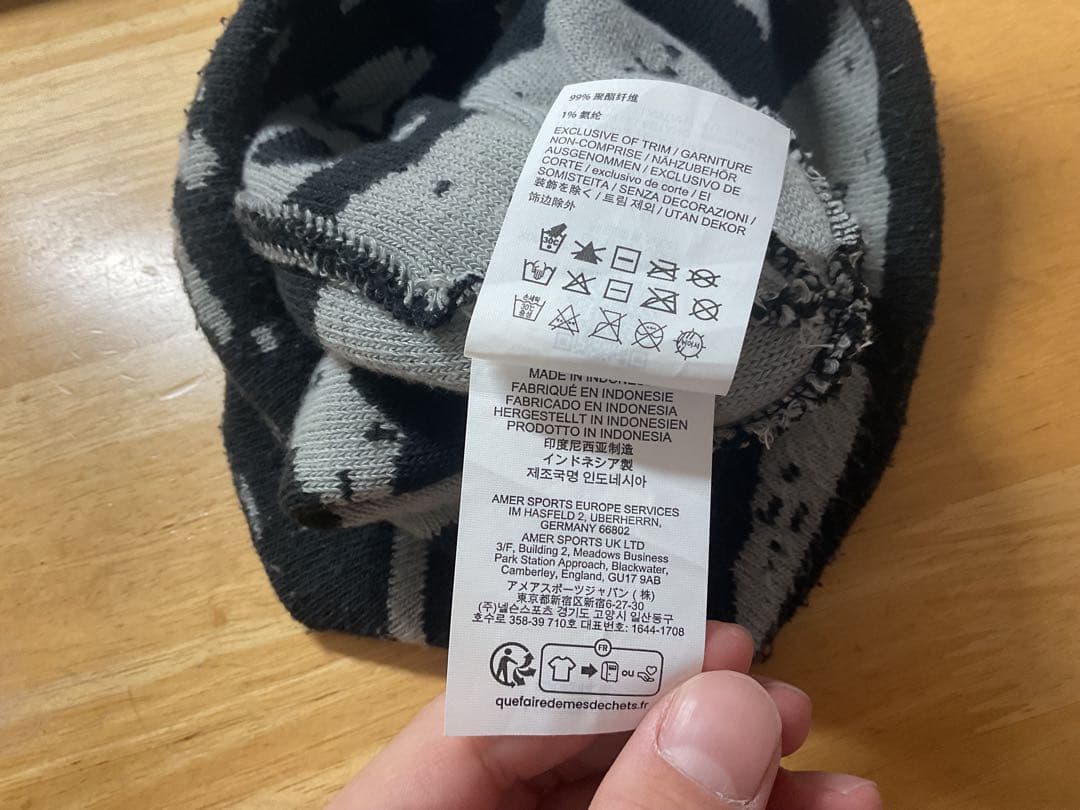 99% 聚酯纤维
1% 氨纶
EXCLUSIVE OF TRIM / GARNITURE
NON-COMPRISE / NÄHZUBEHÖR
AUSGENOMMEN / EXCLUSIVO DE
CORTE / exclusivo de corte / EI
SOMISTEITA / SENZA DECORAZIONI /
装飾を除く / 트림 제외 / UTAN DEKOR
饰边除外
30C
손세탁
30℃
중성
MADE IN
FABRIQUÉ EN INDONESIE
FABRICADO EN INDONESIA
HERGESTELLT IN INDONESIEN
PRODOTTO IN INDONESIA
印度尼西亚制造
インドネシア製
제조국명 인도네시아
AMER SPORTS EUROPE SERVICES
IM HASFELD 2, UBERHERRN,
GERMANY 66802
AMER SPORTS UK LTD
3/F, Building 2, Meadows Business
Park Station Approach, Blackwater,
Camberley, England, GU17 9AB
アメアスポーツジャパン (株)
東京都新宿区新宿6-27-30
(주)넬슨스포츠 경기도 고양시 일산동구
호수로 358-39 710호 대표번호: 1644-1708
FR
OU
quefairedemesdechets.fr